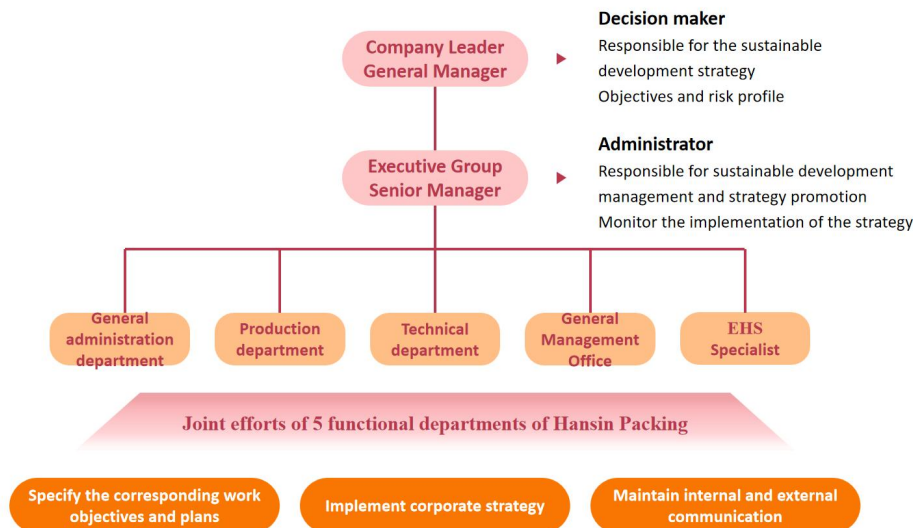 Company Leader
General Manager
Decision maker
Responsible for the sustainable
development strategy
Objectives and risk profile
Executive Group
Senior Manager
Administrator
Responsible for sustainable development
management and strategy promotion
Monitor the implementation of the strategy
General
administration
department
Production
department
Technical
department
General
Management
Office
EHS
Specialist
Joint efforts of 5 functional departments of Hansin Packing
Specify the corresponding work
objectives and plans
Implement corporate strategy
Maintain internal and external
communication